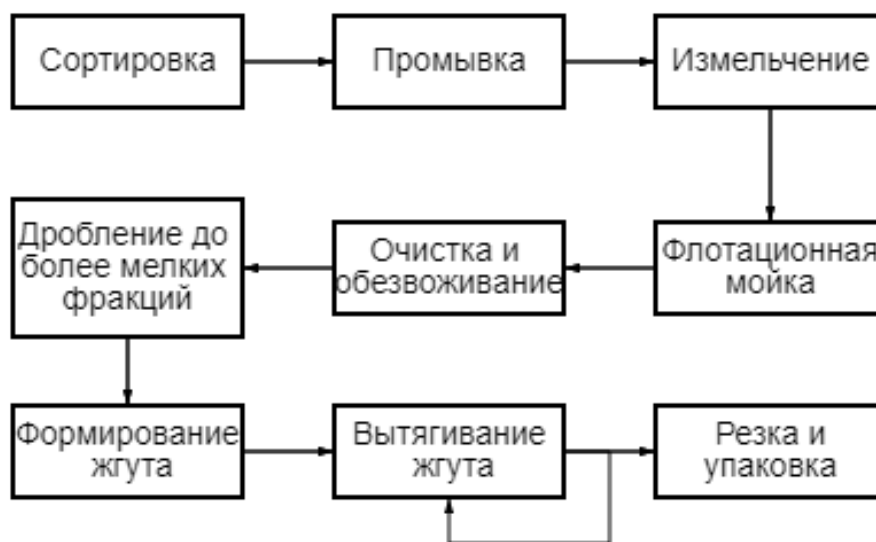 Сортировка
Промывка
Измельчение
Дробление до
более мелких
фракций
Очистка и
обезвоживание
Флотационная
мойка
Формирование
жгута
Вытягивание
жгута
Резка и
упаковка